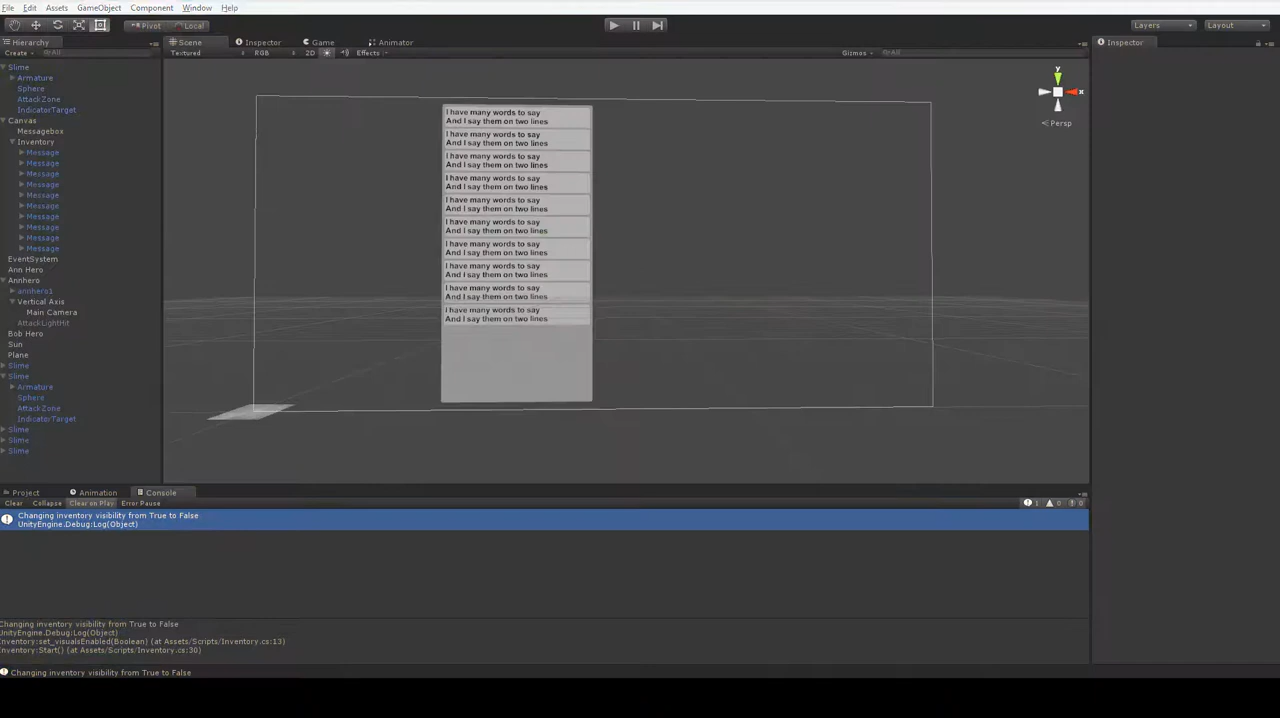 File Edit Assets GameObject Component Window Help
Pivot Local Layers Layout
Hierarchy Scene Inspector Game Animator Inspector
Create All Textured RGB 2D Effects Gizmos All
Slime
Armature
Sphere
AttackZone
IndicatorTarget
Canvas
Messagebox
Inventory
Message
Message
Message
Message
Message
Message
Message
Message
Message
Message
EventSystem
Ann Hero
Annhero
annhero1
Vertical Axis
Main Camera
AttackLightHit
Bob Hero
Sun
Plane
Slime
Slime
Armature
Sphere
AttackZone
IndicatorTarget
Slime
Slime
Slime
I have many words to say
And I say them on two lines
I have many words to say
And I say them on two lines
I have many words to say
And I say them on two lines
I have many words to say
And I say them on two lines
I have many words to say
And I say them on two lines
I have many words to say
And I say them on two lines
I have many words to say
And I say them on two lines
I have many words to say
And I say them on two lines
I have many words to say
And I say them on two lines
I have many words to say
And I say them on two lines
y
x
Persp
Project Animation Console
Clear Collapse Clear on Play Error Pause 1 0 0
Changing inventory visibility from True to False
UnityEngine.Debug:Log(Object)
Changing inventory visibility from True to False
UnityEngine.Debug:Log(Object)
Inventory:set_visualsEnabled(Boolean) (at Assets/Scripts/Inventory.cs:13)
Inventory:Start() (at Assets/Scripts/Inventory.cs:30)
Changing inventory visibility from True to False